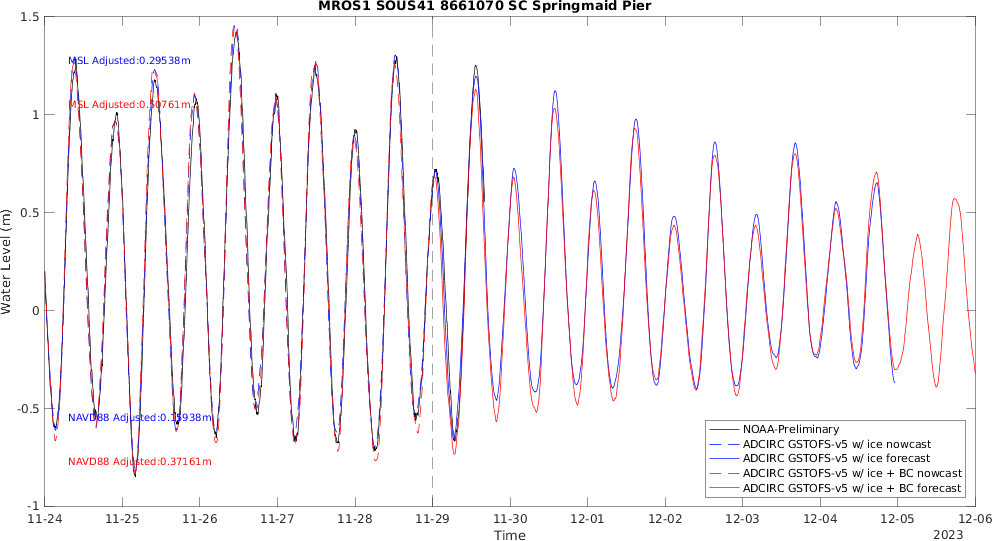 MROS1 SOUS41 8661070 SC Springmaid Pier
1.5
1
0.5
0
-0.5
-1
Water Level (m)
MSL Adjusted:0.29538m
MSL Adjusted:0.50761m
NAVD88 Adjusted:0.15938m
NAVD88 Adjusted:0.37161m
NOAA-Preliminary
ADCIRC GSTOFS-v5 w/ ice nowcast
ADCIRC GSTOFS-v5 w/ ice forecast
ADCIRC GSTOFS-v5 w/ ice + BC nowcast
ADCIRC GSTOFS-v5 w/ ice + BC forecast
11-24 11-25 11-26 11-27 11-28 11-29 11-30 12-01 12-02 12-03 12-04 12-05 12-06
Time
2023